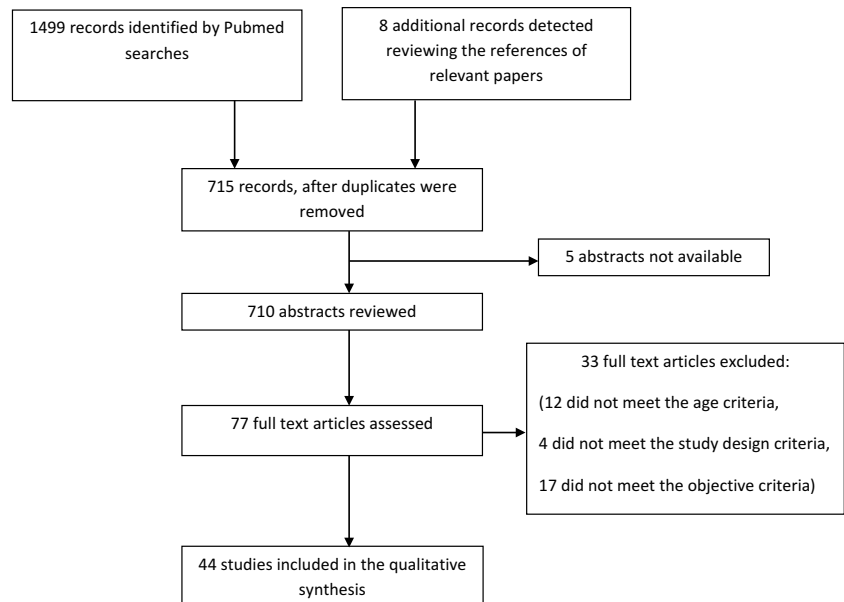 1499 records identified by Pubmed
searches
8 additional records detected
reviewing the references of
relevant papers
715 records, after duplicates were
removed
5 abstracts not available
710 abstracts reviewed
33 full text articles excluded:
(12 did not meet the age criteria,
4 did not meet the study design criteria,
17 did not meet the objective criteria)
77 full text articles assessed
44 studies included in the qualitative
synthesis